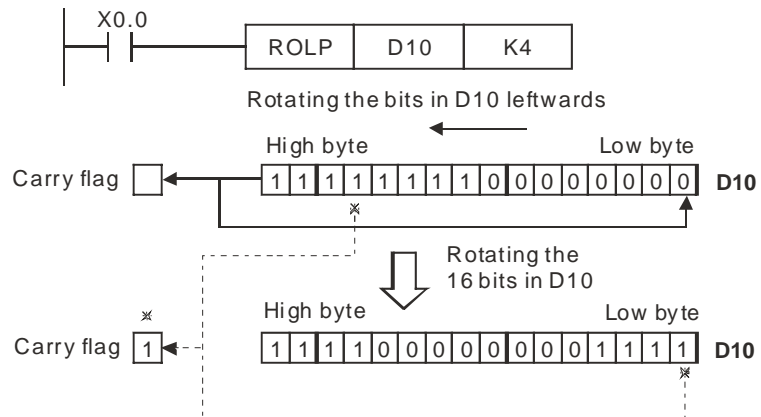 X0.0
ROLP D10 K4
Rotating the bits in D10 leftwards
High byte Low byte
Carry flag 1 1 1 1 1 1 1 1 0 0 0 0 0 0 0 0 D10
※
Rotating the
16 bits in D10
※ High byte Low byte
Carry flag 1 1 1 1 1 0 0 0 0 0 0 0 0 1 1 1 1 D10
※